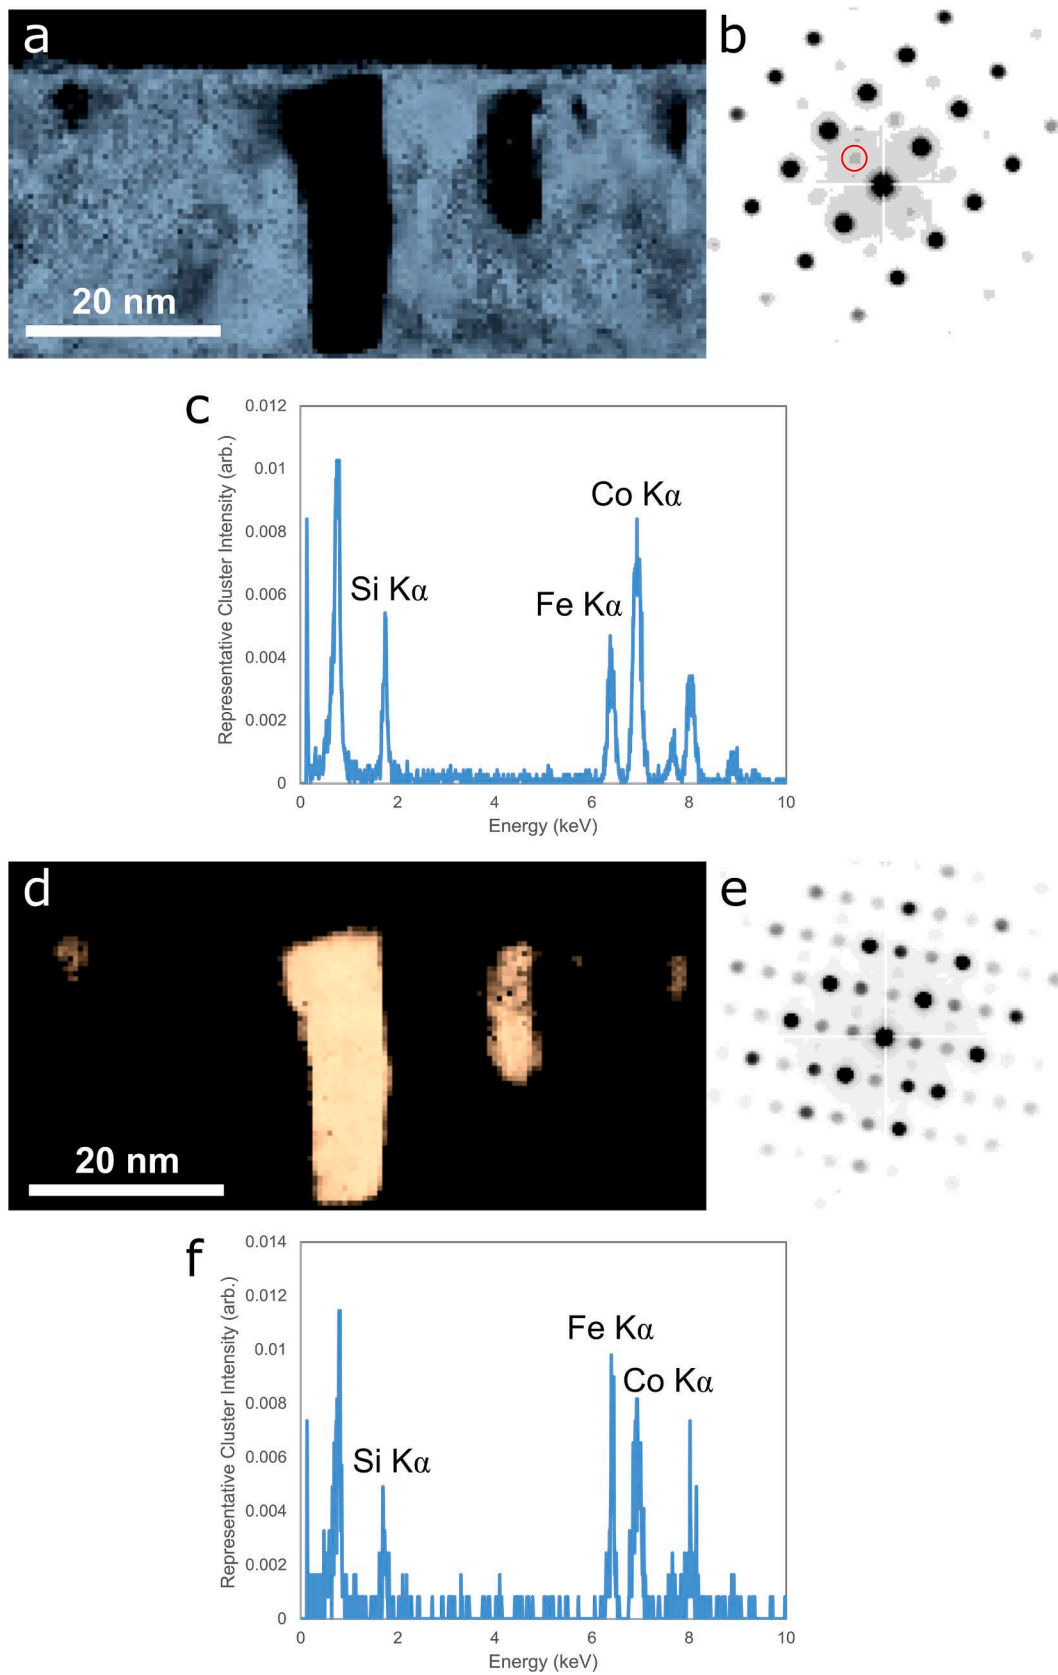 a
b
20 nm
c
0.012
0.01
0.008
0.006
0.004
0.002
0
Representative Cluster Intensity (arb.)
Si Kα
Fe Kα
Co Kα
0 2 4 6 8 10
Energy (keV)
d
e
20 nm
f
0.014
0.012
0.01
0.008
0.006
0.004
0.002
0
Representative Cluster Intensity (arb.)
Si Kα
Fe Kα
Co Kα
0 2 4 6 8 10
Energy (keV)